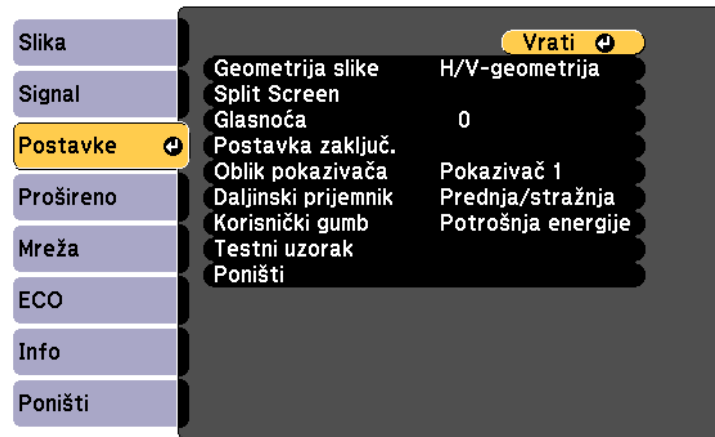 Slika
Signal
Postavke
Prošireno
Mreža
ECO
Info
Poništi
Vrati
Geometrija slike H/V-geometrija
Split Screen
Glasnoća 0
Postavka zaključ.
Oblik pokazivača Pokazivač 1
Daljinski prijemnik Prednja/stražnja
Korisnički gumb Potrošnja energije
Testni uzorak
Poništi